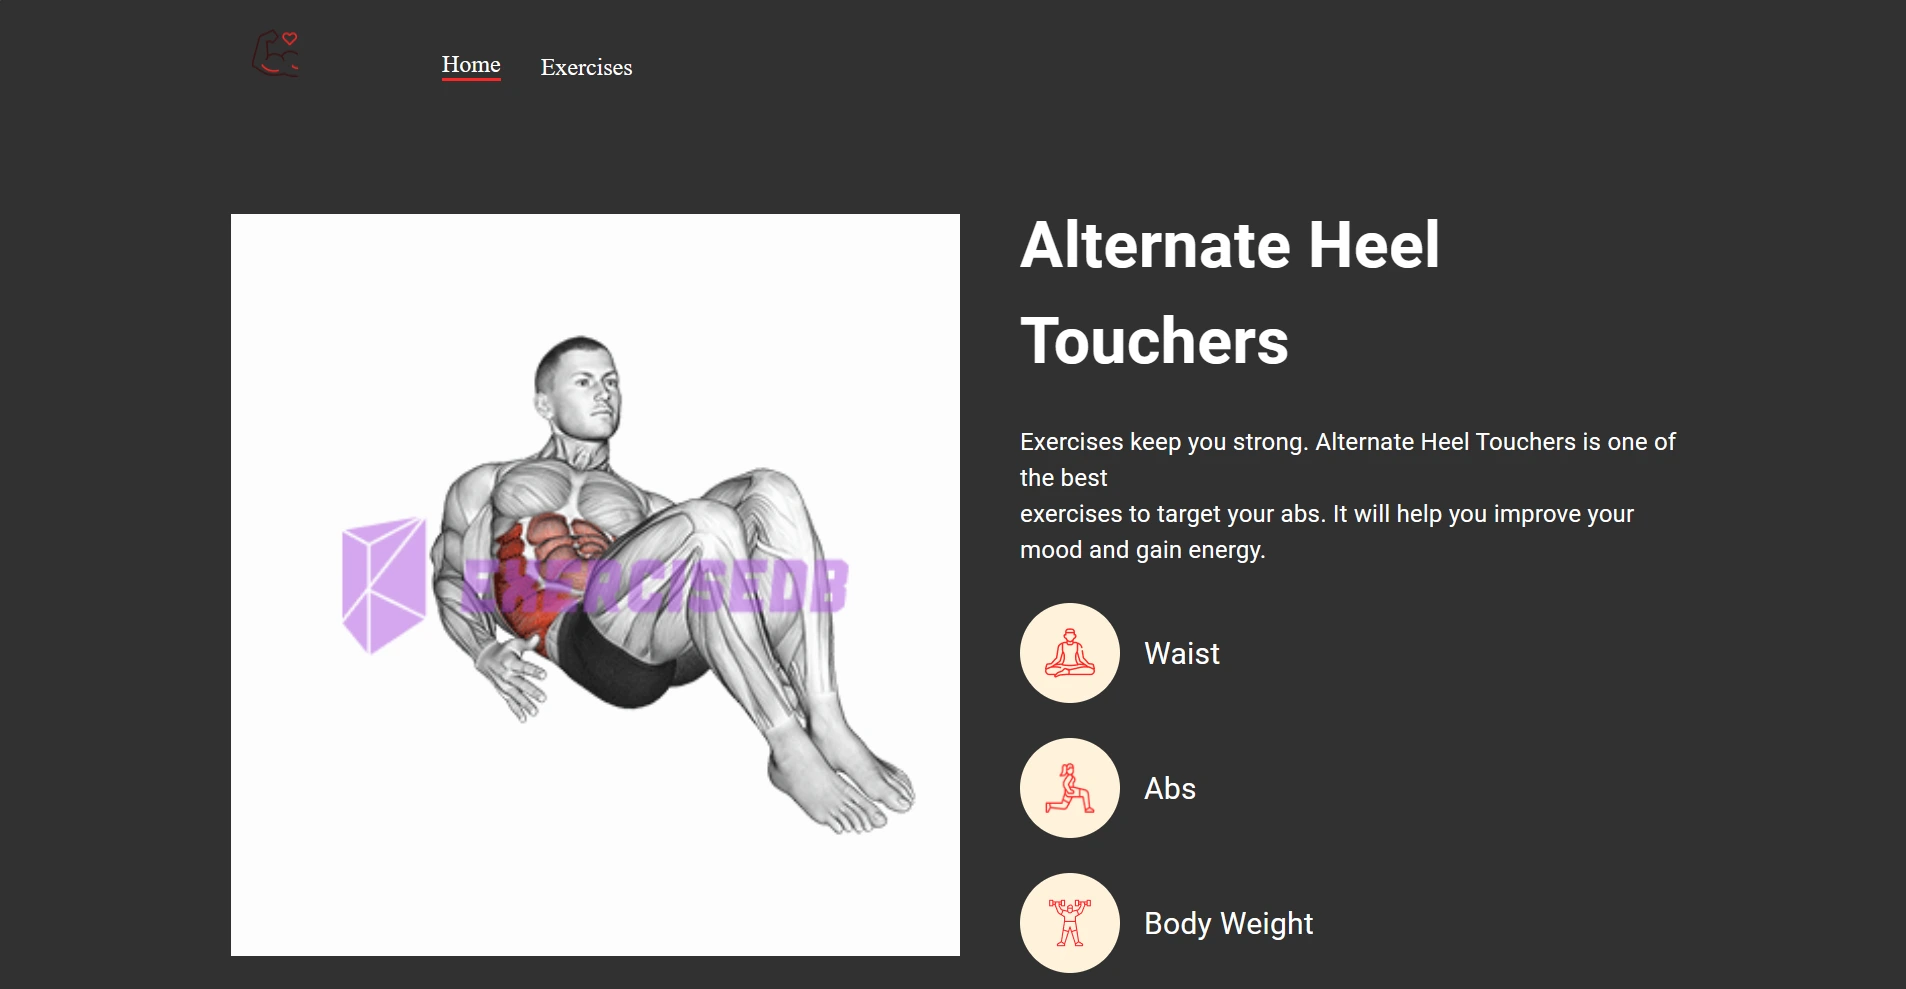 Home Exercises
Alternate Heel
Touchers
Exercises keep you strong. Alternate Heel Touchers is one of
the best
exercises to target your abs. It will help you improve your
mood and gain energy.
EXERCISEDB
Waist
Abs
Body Weight